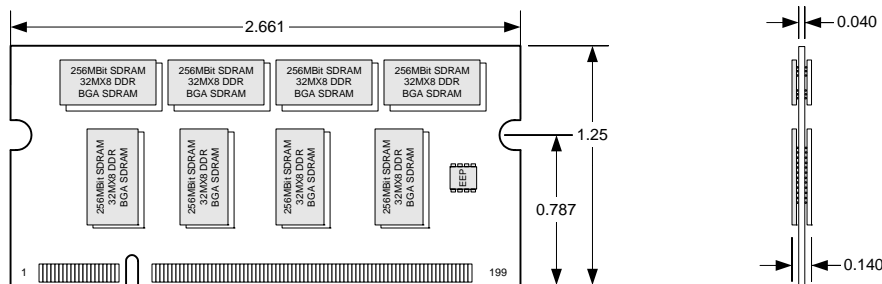 2.661
0.040
256MBit SDRAM
32MX8 DDR
BGA SDRAM
256MBit SDRAM
32MX8 DDR
BGA SDRAM
256MBit SDRAM
32MX8 DDR
BGA SDRAM
256MBit SDRAM
32MX8 DDR
BGA SDRAM
1.25
256MBit SDRAM
32MX8 DDR
BGA SDRAM
256MBit SDRAM
32MX8 DDR
BGA SDRAM
256MBit SDRAM
32MX8 DDR
BGA SDRAM
256MBit SDRAM
32MX8 DDR
BGA SDRAM
EEP
0.787
1
199
0.140